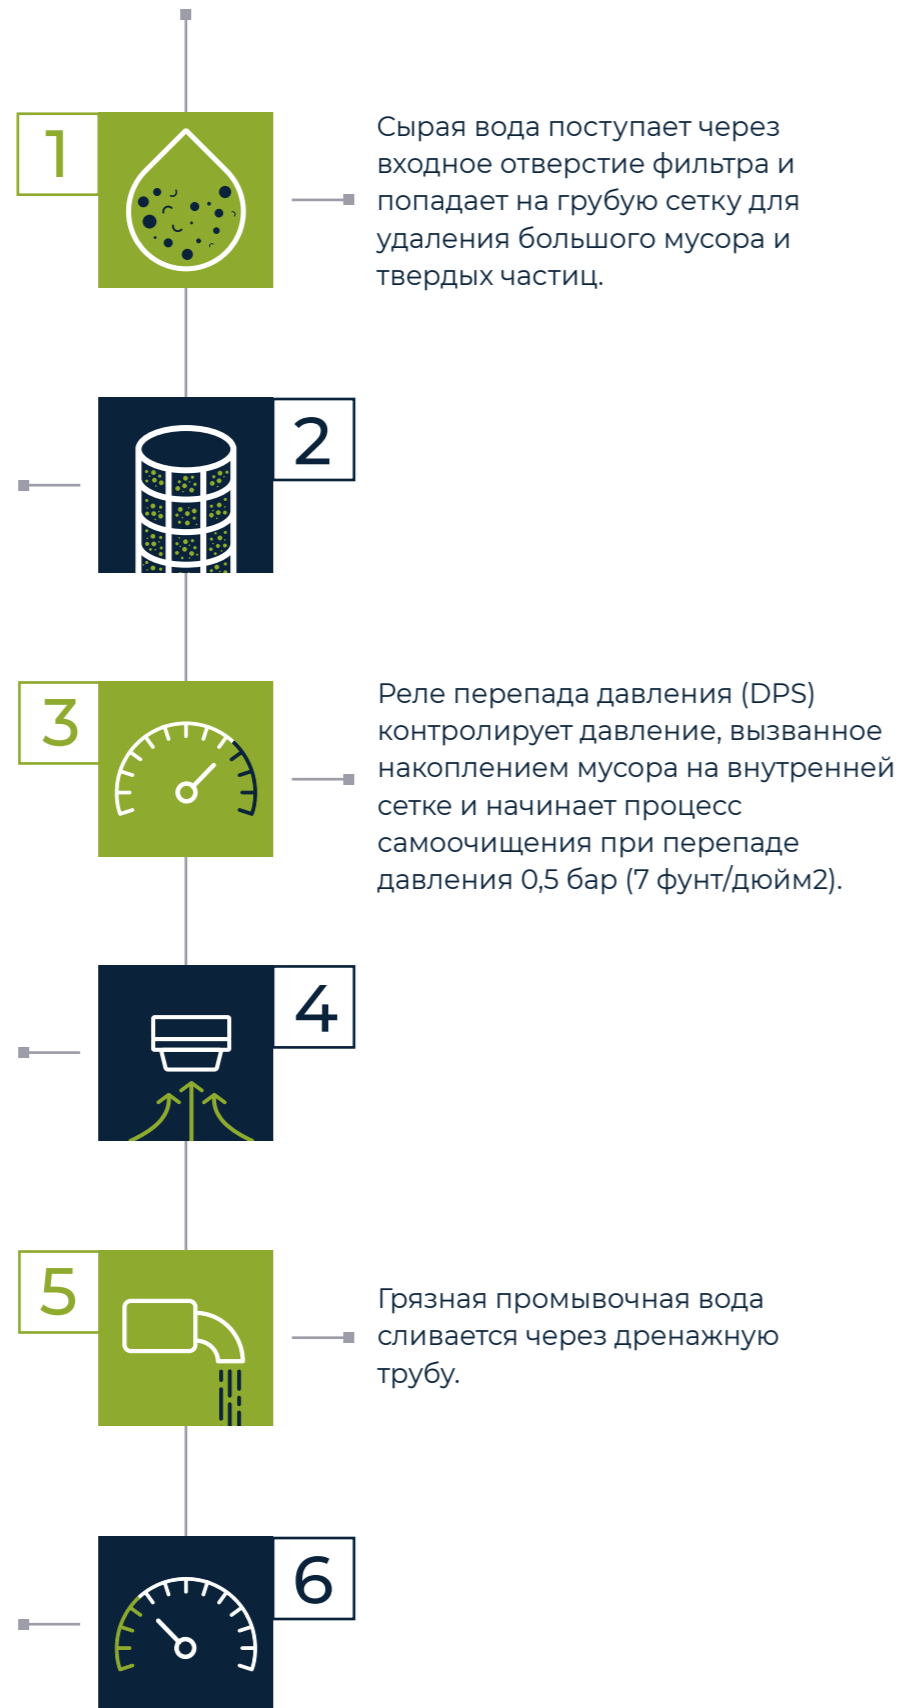 1
Сырая вода поступает через
входное отверстие фильтра и
попадает на грубую сетку для
удаления большого мусора и
твердых частиц.
2
3
Реле перепада давления (DPS)
контролирует давление, вызванное
накоплением мусора на внутренней
сетке и начинает процесс
самоочищения при перепаде
давления 0,5 бар (7 фунт/дюйм2).
4
5
Грязная промывочная вода
сливается через дренажную
трубу.
6